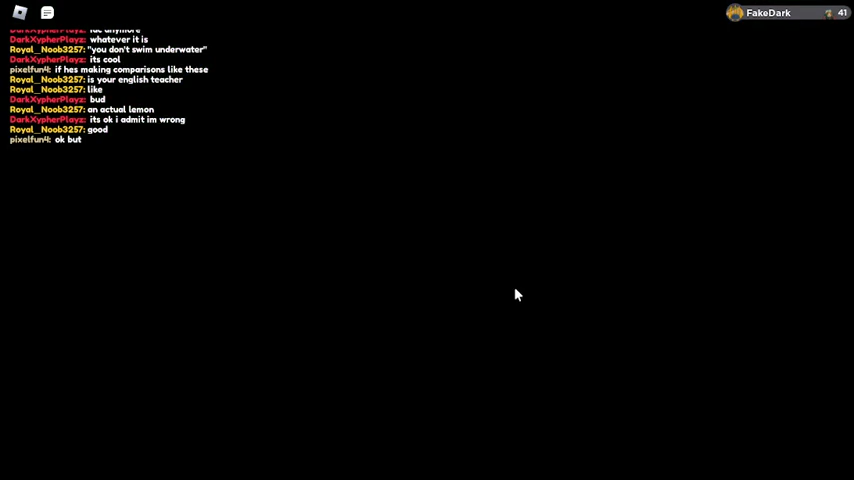 FakeDark 41
anymore
DarkXypherPlayz: whatever it is
Royal_Noob3257: "you don't swim underwater"
DarkXypherPlayz: its cool
pixelfun4: if hes making comparisons like these
Royal_Noob3257: is your english teacher
Royal_Noob3257: like
DarkXypherPlayz: bud
Royal_Noob3257: an actual lemon
DarkXypherPlayz: its ok i admit im wrong
Royal_Noob3257: good
pixelfun4: ok but